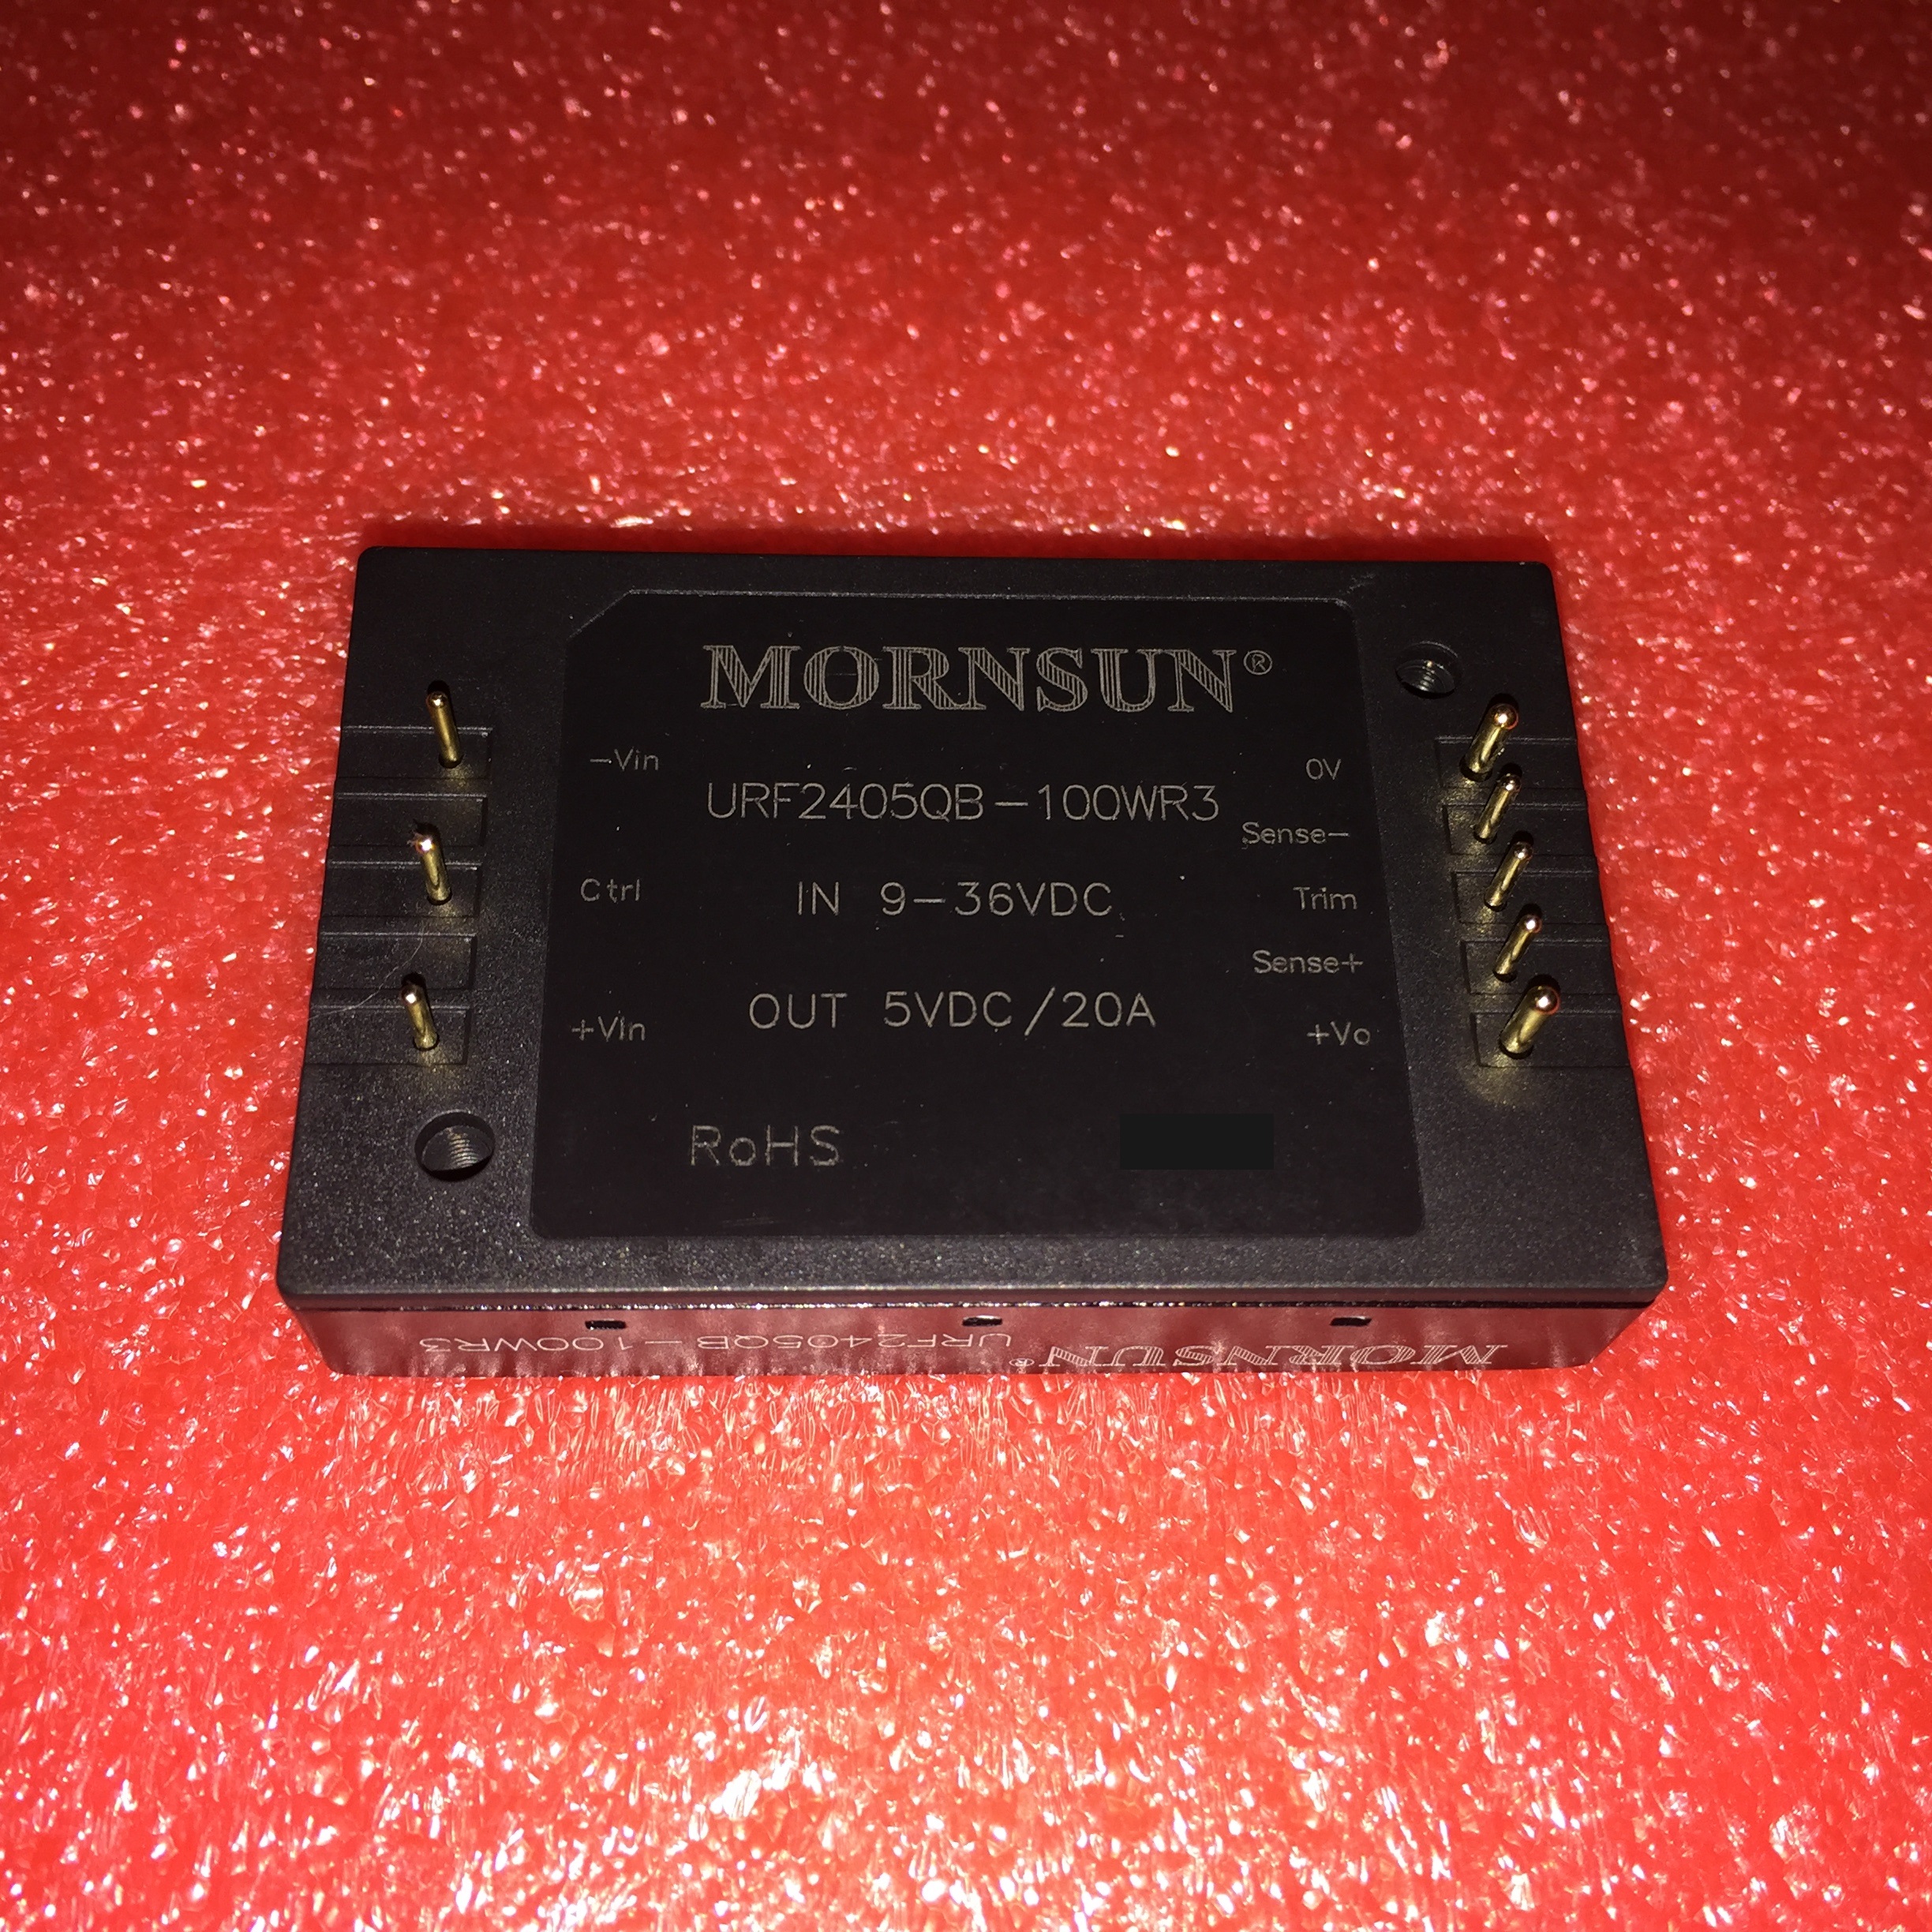 MORNSUN®
-Vin
0V
URF2405QB-100WR3
Sense-
Ctrl
IN 9-36VDC
Trim
Sense+
+Vin
OUT 5VDC/20A
+Vo
RoHS
MORNSUN® URF2405QB-100WR3